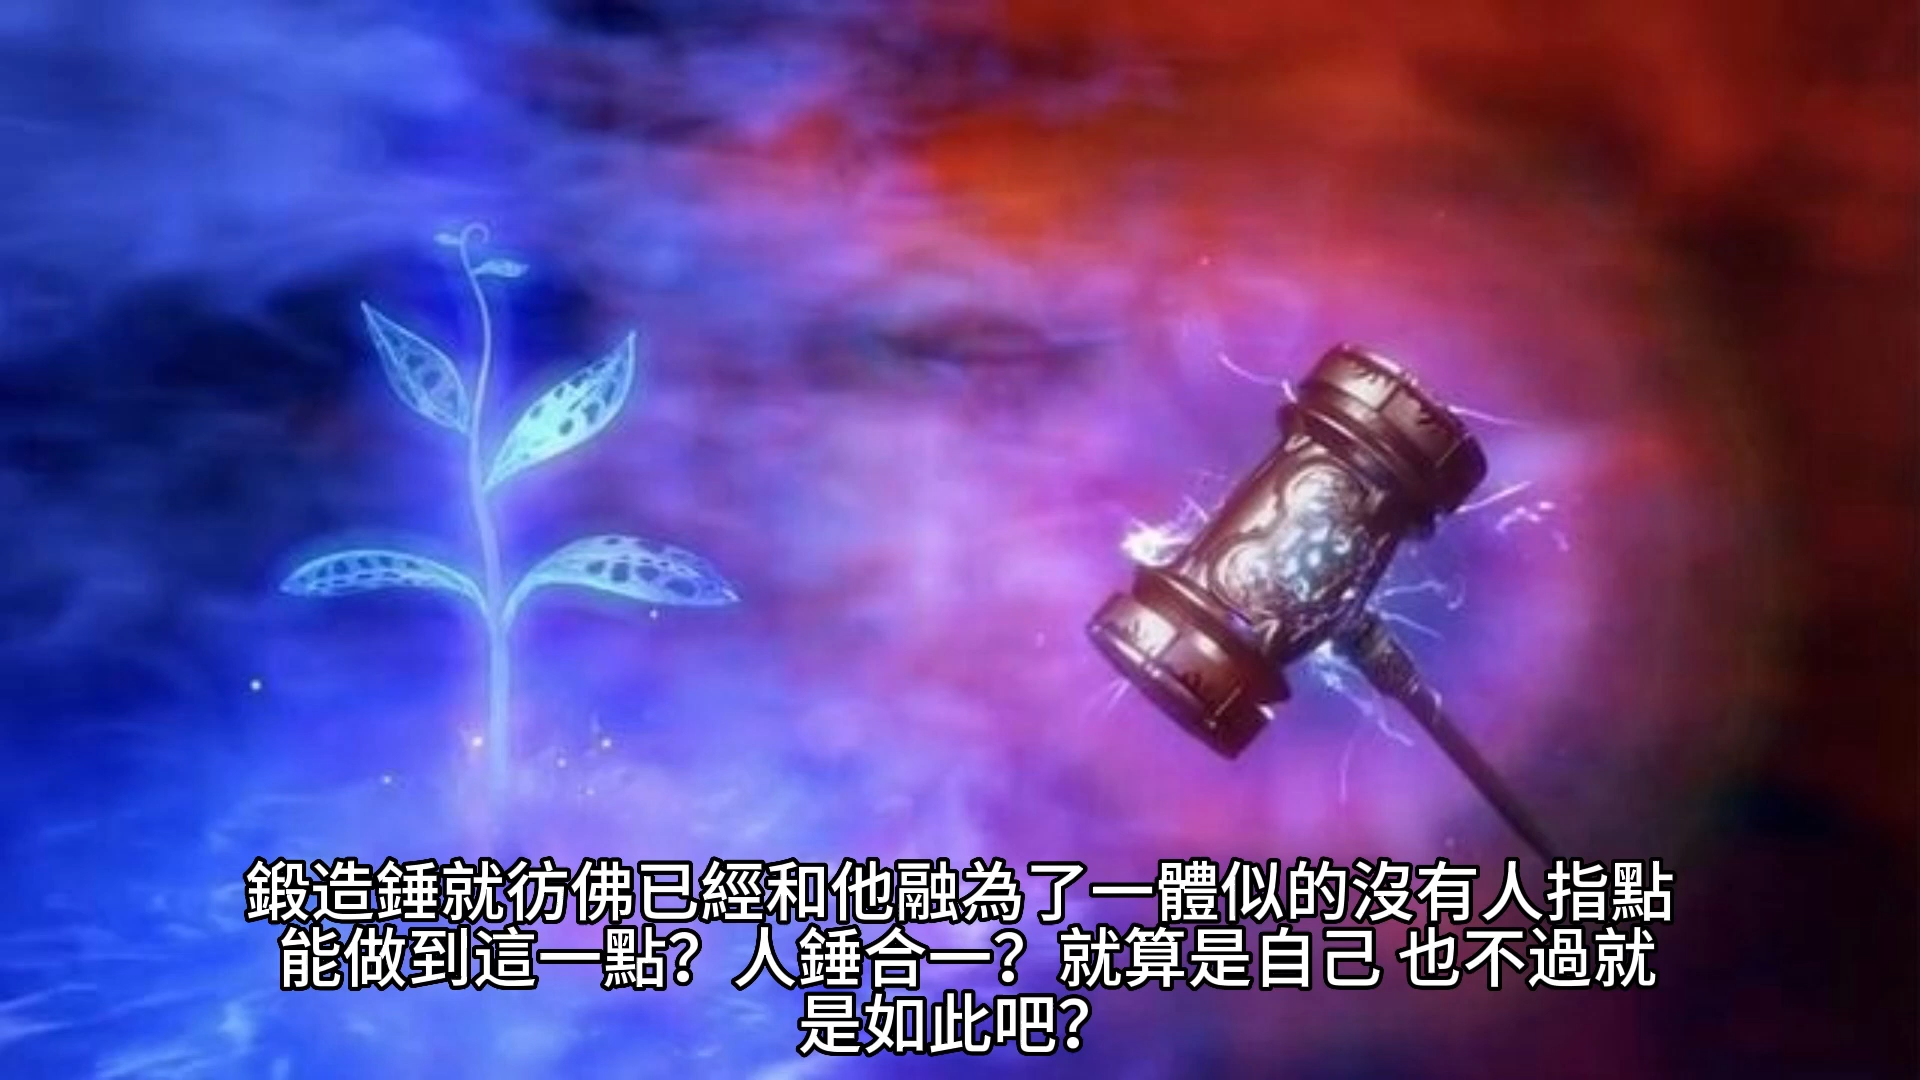 鍛造錘就彷佛已經和他融為了一體似的沒有人指點
能做到這一點？人錘合一？就算是自己 也不過就
是如此吧？